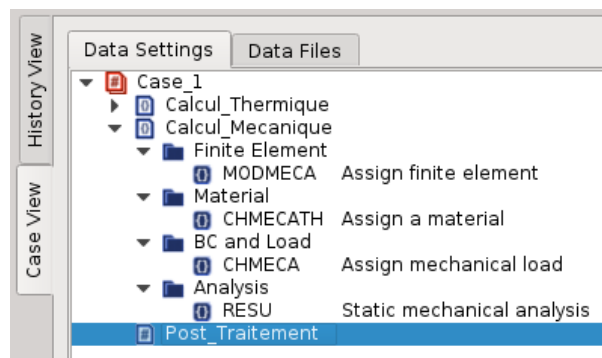 History View
Case View
Data Settings Data Files
Case_1
Calcul_Thermique
Calcul_Mecanique
Finite Element
MODMECA Assign finite element
Material
CHMECATH Assign a material
BC and Load
CHMECA Assign mechanical load
Analysis
RESU Static mechanical analysis
Post_Traitement